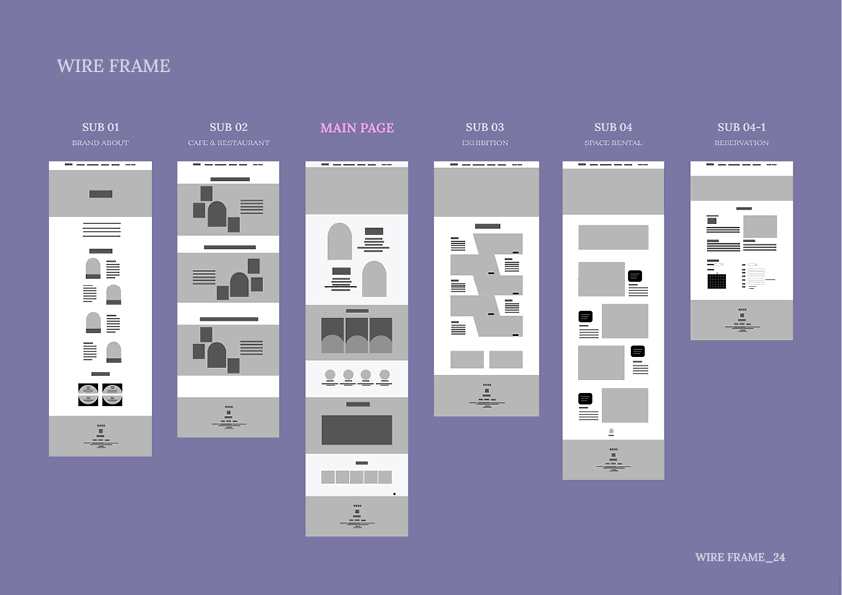 WIRE FRAME
SUB 01
BRAND ABOUT
SUB 02
CAFE & RESTAURANT
MAIN PAGE
SUB 03
EXHIBITION
SUB 04
SPACE RENTAL
SUB 04-1
RESERVATION
WIRE FRAME_24